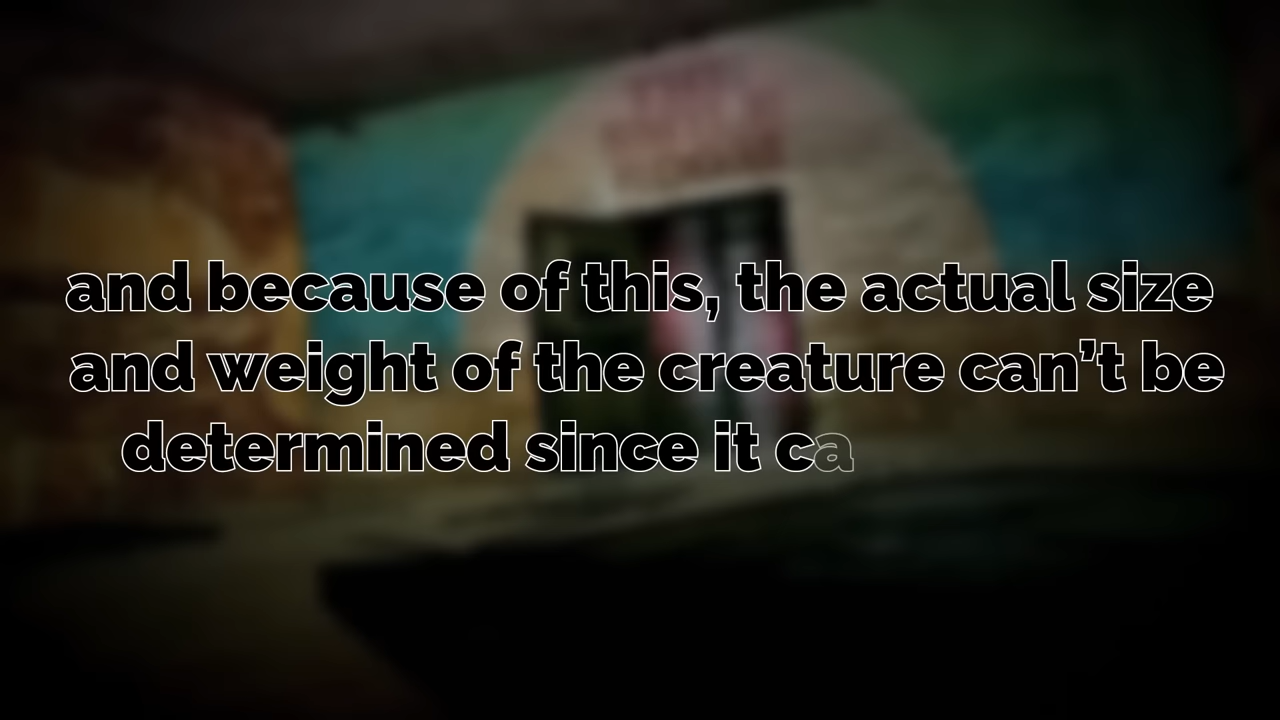 and because of this, the actual size
and weight of the creature can’t be
determined since it ca